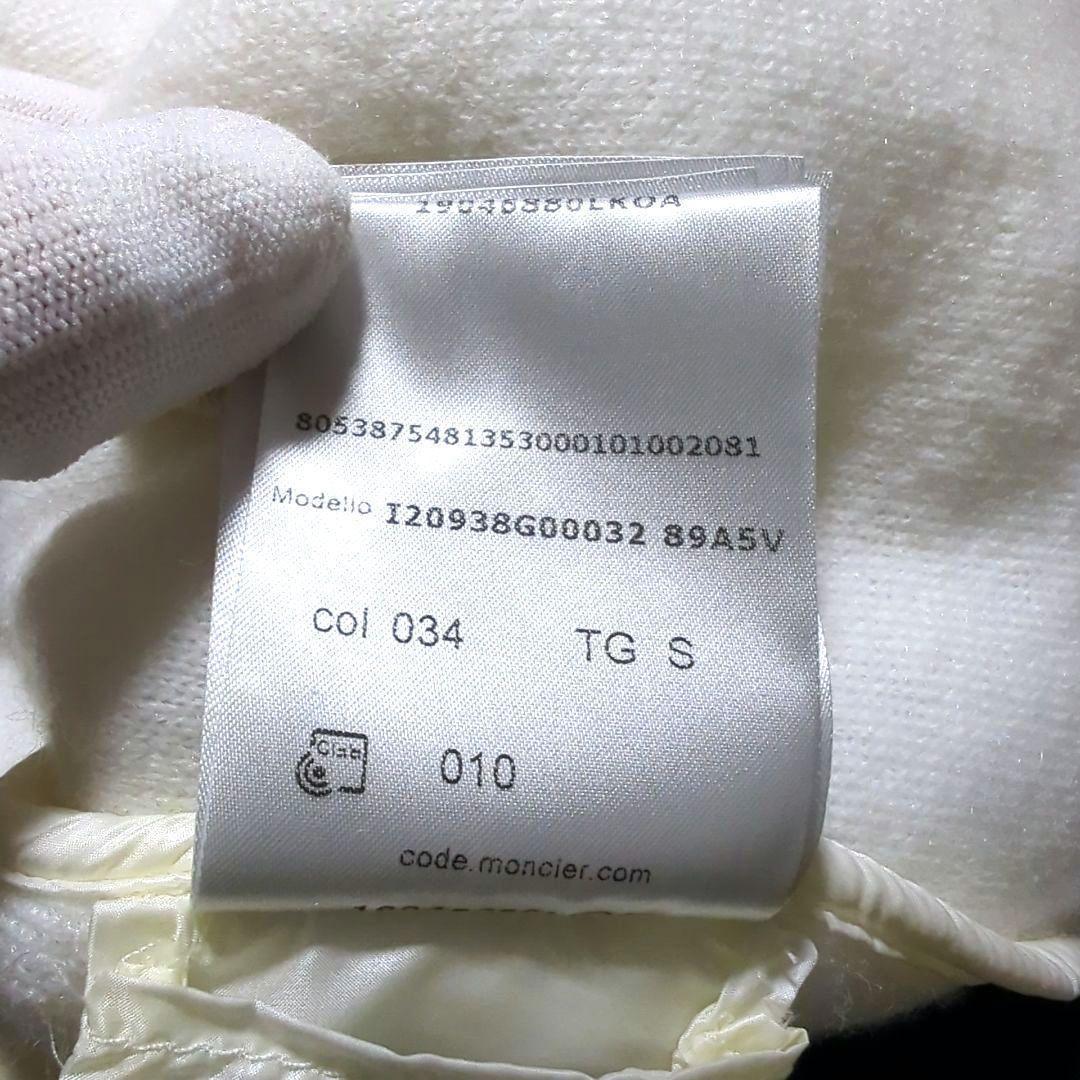 8053875481353000101002081
Modello I20938G00032 89A5V
col 034 TG S
010
code.moncler.com